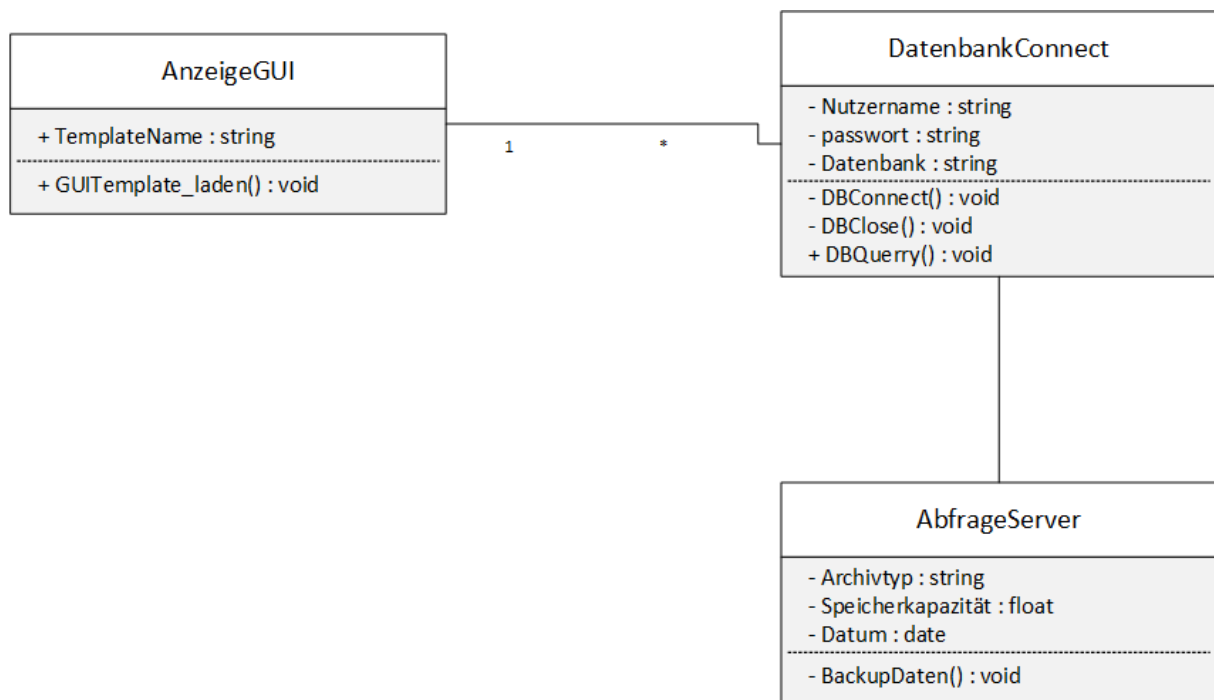 AnzeigeGUI
+ TemplateName : string
+ GUITemplate_laden() : void
1 *
DatenbankConnect
- Nutzername : string
- passwort : string
- Datenbank : string
- DBConnect() : void
- DBClose() : void
+ DBQuerry() : void
AbfrageServer
- Archivtyp : string
- Speicherkapazität : float
- Datum : date
- BackupDaten() : void